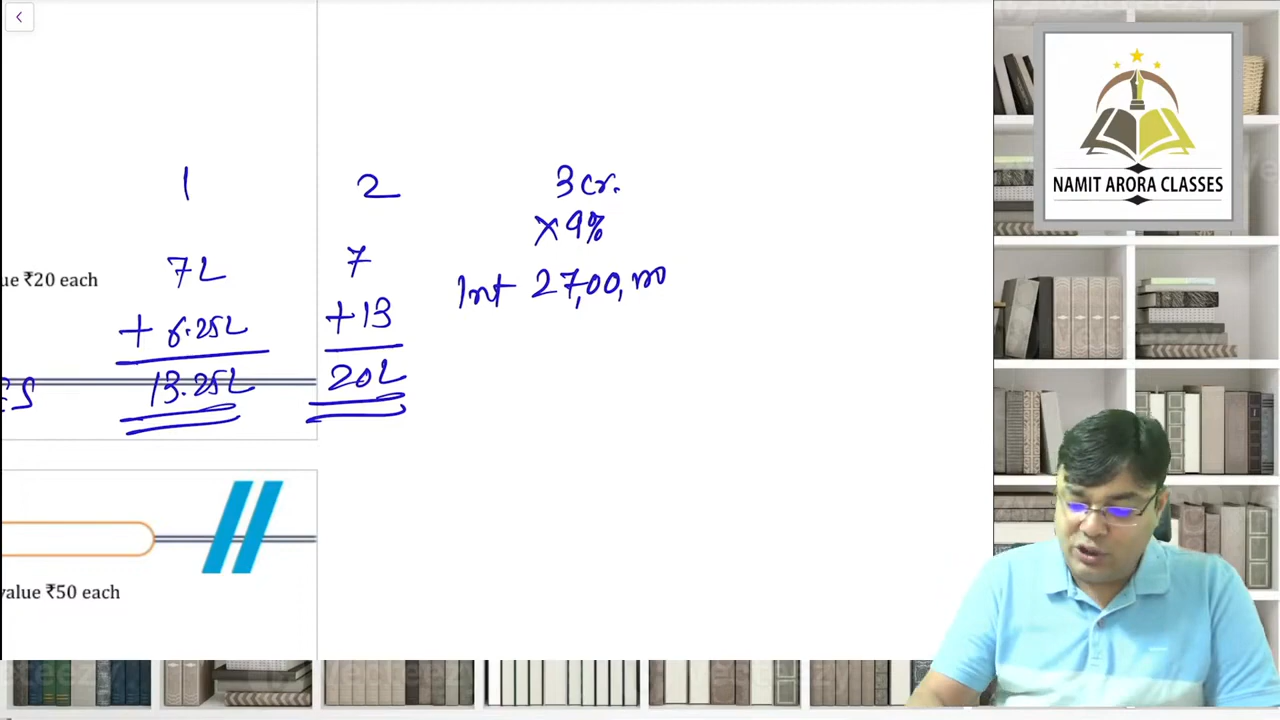 1 2 3 cr.
× 9%
7L 7
Int 27,00,000
ue ₹20 each
+ 6.25L +13
13.25L 20L
ES
value ₹50 each
NAMIT ARORA CLASSES